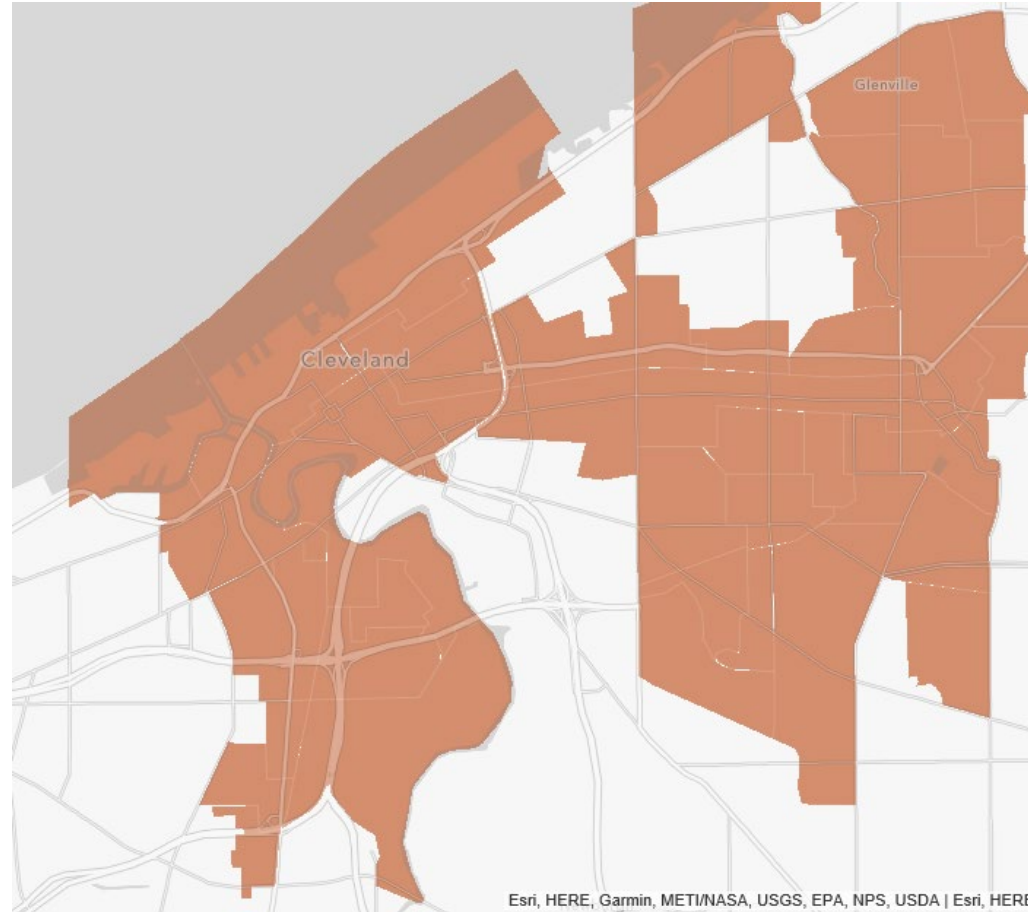 Glenville
Cleveland
Esri, HERE, Garmin, METI/NASA, USGS, EPA, NPS, USDA | Esri, HERE